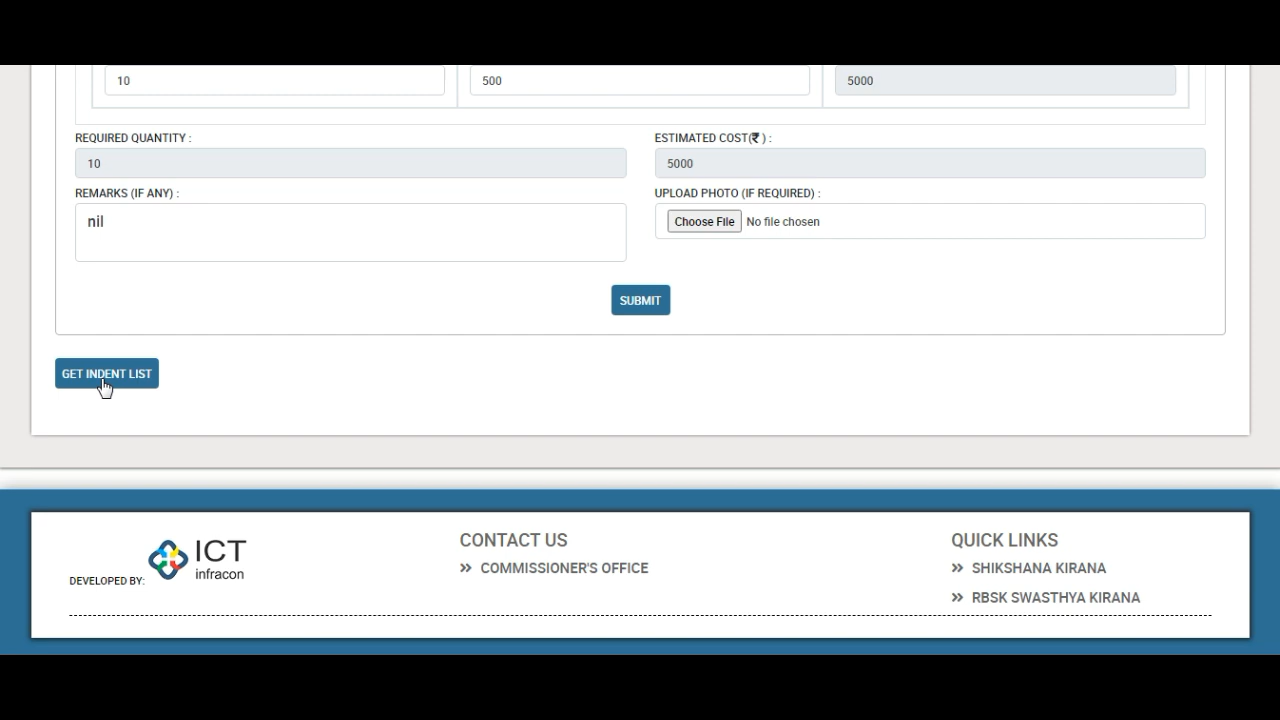 10 500 5000
REQUIRED QUANTITY : ESTIMATED COST(₹ ) :
10 5000
REMARKS (IF ANY) : UPLOAD PHOTO (IF REQUIRED) :
nil Choose File No file chosen
SUBMIT
GET INDENT LIST
DEVELOPED BY: ICT infracon
CONTACT US
>> COMMISSIONER'S OFFICE
QUICK LINKS
>> SHIKSHANA KIRANA
>> RBSK SWASTHYA KIRANA